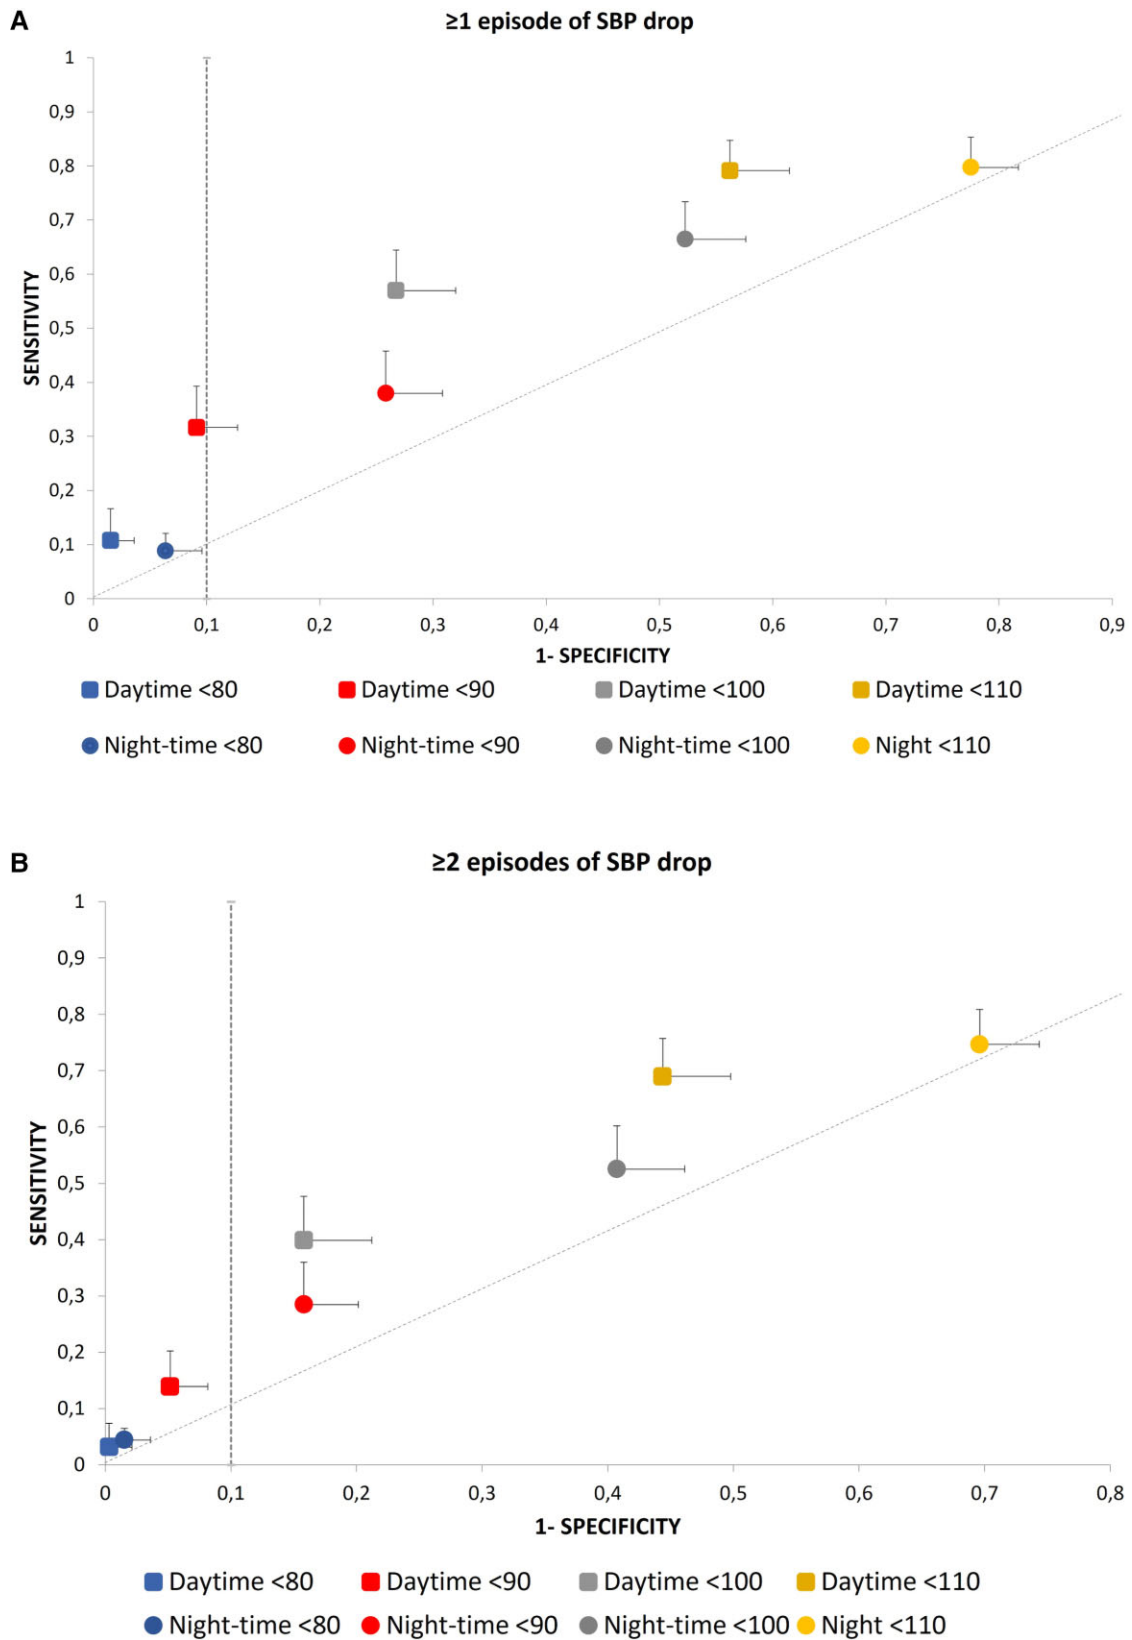 A
≥1 episode of SBP drop
1
0,9
0,8
0,7
0,6
0,5
0,4
0,3
0,2
0,1
0
SENSITIVITY
0 0,1 0,2 0,3 0,4 0,5 0,6 0,7 0,8 0,9
1- SPECIFICITY
Daytime <80 Daytime <90 Daytime <100 Daytime <110
Night-time <80 Night-time <90 Night-time <100 Night <110
B
≥2 episodes of SBP drop
1
0,9
0,8
0,7
0,6
0,5
0,4
0,3
0,2
0,1
0
SENSITIVITY
0 0,1 0,2 0,3 0,4 0,5 0,6 0,7 0,8
1- SPECIFICITY
Daytime <80 Daytime <90 Daytime <100 Daytime <110
Night-time <80 Night-time <90 Night-time <100 Night <110